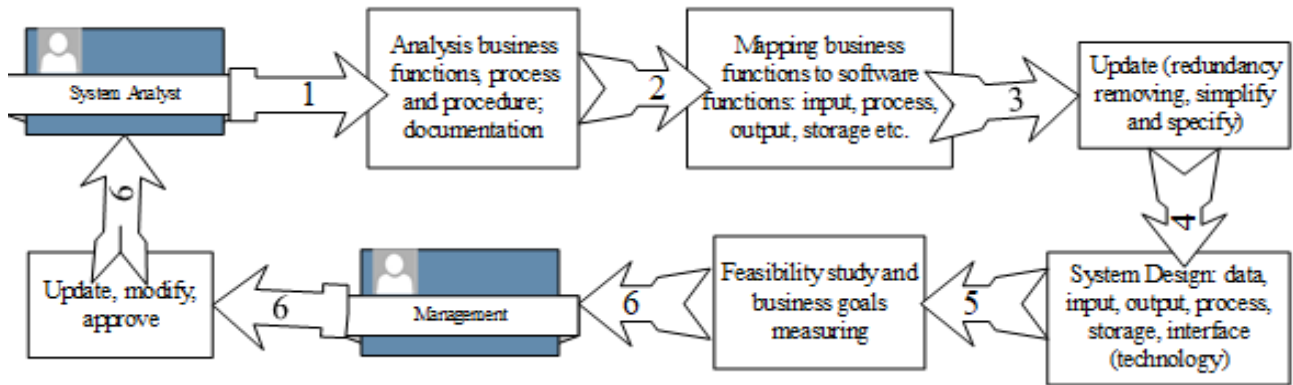 System Analyst
1
Analysis business
functions, process
and procedure;
documentation
2
Mapping business
functions to software
functions: input, process,
output, storage etc.
3
Update (redundancy
removing, simplify
and specify)
4
System Design: data,
input, output, process,
storage, interface
(technology)
5
Feasibility study and
business goals
measuring
6
Management
6
Update, modify,
approve
6